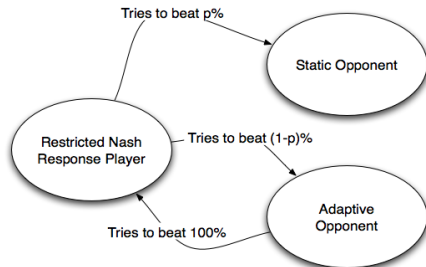 Tries to beat p%
Static Opponent
Restricted Nash
Response Player
Tries to beat (1-p)%
Adaptive
Opponent
Tries to beat 100%